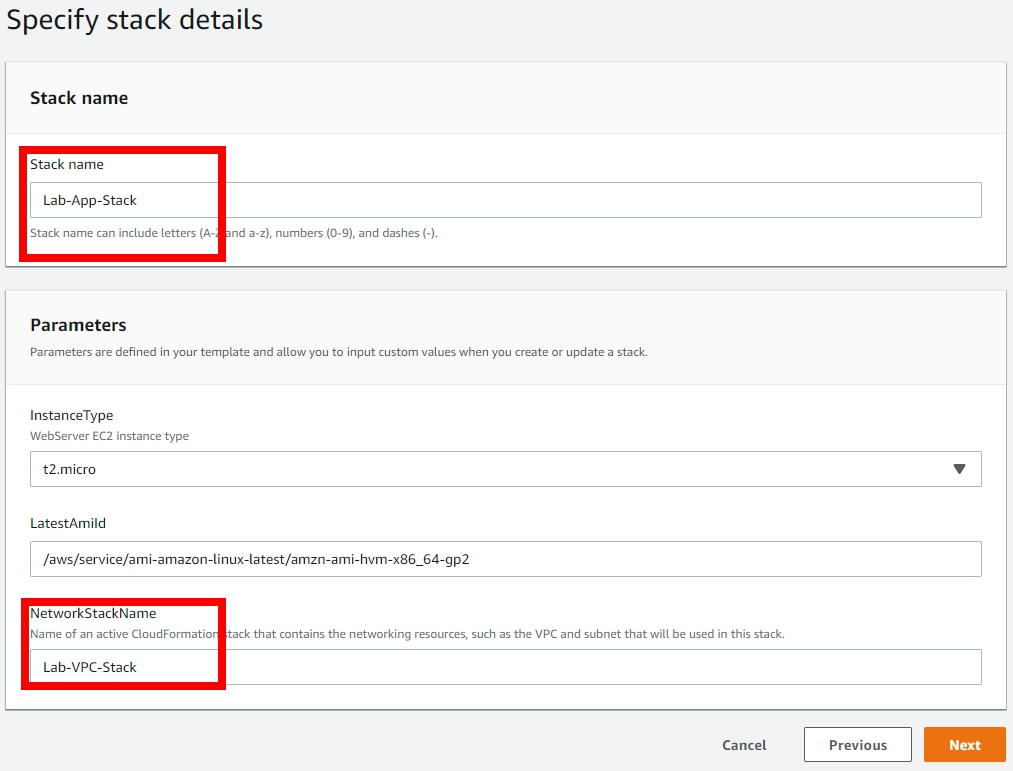 Specify stack details
Stack name
Stack name
Lab-App-Stack
Stack name can include letters (A-Z and a-z), numbers (0-9), and dashes (-).
Parameters
Parameters are defined in your template and allow you to input custom values when you create or update a stack.
InstanceType
WebServer EC2 instance type
t2.micro
LatestAmiId
/aws/service/ami-amazon-linux-latest/amzn-ami-hvm-x86_64-gp2
NetworkStackName
Name of an active CloudFormation stack that contains the networking resources, such as the VPC and subnet that will be used in this stack.
Lab-VPC-Stack
Cancel Previous Next